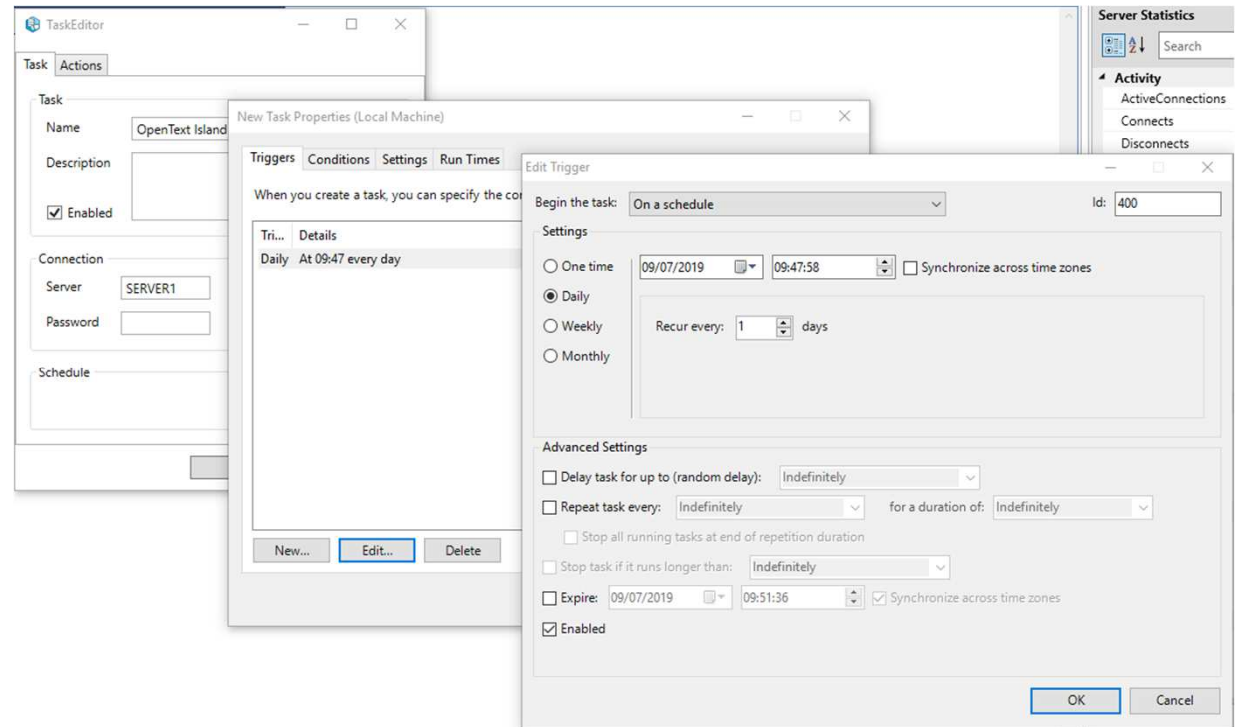 TaskEditor
Task Actions
Task
Name OpenText Island
Description
Enabled
Connection
Server SERVER1
Password
Schedule
New Task Properties (Local Machine)
Triggers Conditions Settings Run Times
When you create a task, you can specify the
Tri... Details
Daily At 09:47 every day
New... Edit... Delete
Edit Trigger
Begin the task: On a schedule Id: 400
Settings
One time 09/07/2019 09:47:58 Synchronize across time zones
Daily
Recur every: 1 days
Weekly
Monthly
Advanced Settings
Delay task for up to (random delay): Indefinitely
Repeat task every: Indefinitely for a duration of: Indefinitely
Stop all running tasks at end of repetition duration
Stop task if it runs longer than: Indefinitely
Expire: 09/07/2019 09:51:36 Synchronize across time zones
Enabled
OK Cancel
Server Statistics
Search
Activity
ActiveConnections
Connects
Disconnects